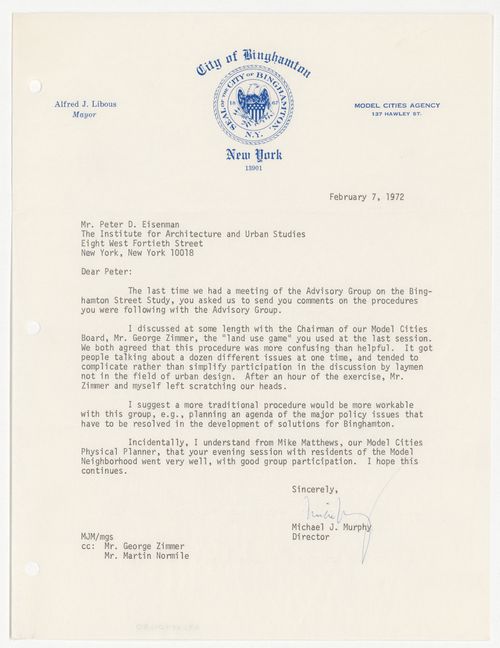 City of Binghamton
SEAL OF THE CITY OF BINGHAMTON, N.Y.
1867
Alfred J. Libous
Mayor
MODEL CITIES AGENCY
137 HAWLEY ST.
New York
13901
February 7, 1972
Mr. Peter D. Eisenman
The Institute for Architecture and Urban Studies
Eight West Fortieth Street
New York, New York 10018
Dear Peter:
The last time we had a meeting of the Advisory Group on the Bing-
hamton Street Study, you asked us to send you comments on the procedures
you were following with the Advisory Group.
I discussed at some length with the Chairman of our Model Cities
Board, Mr. George Zimmer, the "land use game" you used at the last session.
We both agreed that this procedure was more confusing than helpful. It got
people talking about a dozen different issues at one time, and tended to
complicate rather than simplify participation in the discussion by laymen
not in the field of urban design. After an hour of the exercise, Mr.
Zimmer and myself left scratching our heads.
I suggest a more traditional procedure would be more workable
with this group, e.g., planning an agenda of the major policy issues that
have to be resolved in the development of solutions for Binghamton.
Incidentally, I understand from Mike Matthews, our Model Cities
Physical Planner, that your evening session with residents of the Model
Neighborhood went very well, with good group participation. I hope this
continues.
Sincerely,
Michael J. Murphy
Director
MJM/mgs
cc: Mr. George Zimmer
Mr. Martin Normile